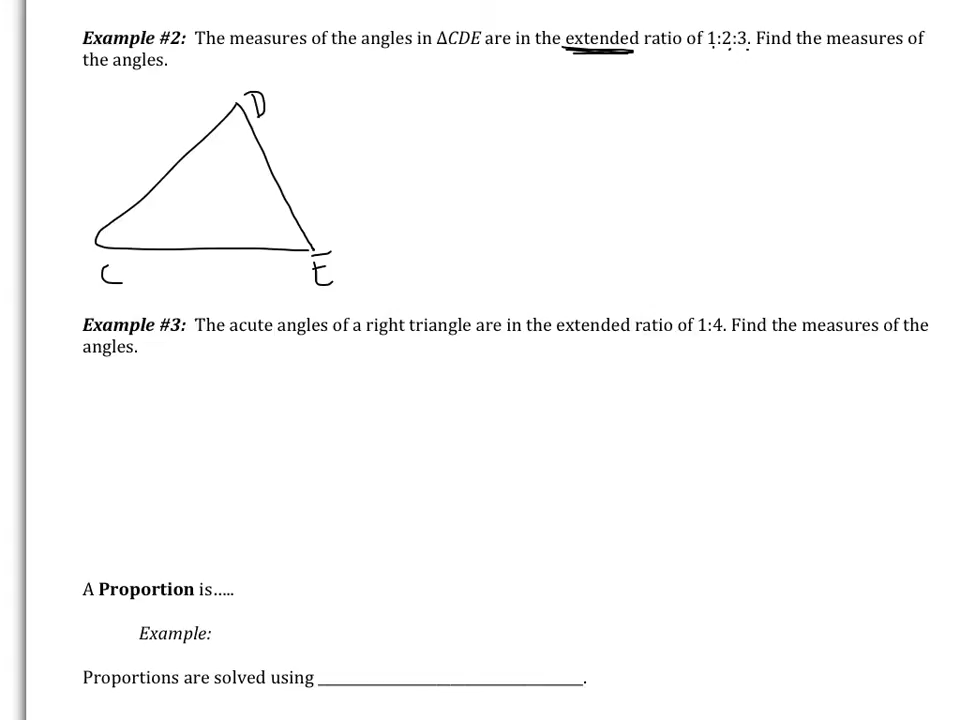 Example #2: The measures of the angles in ΔCDE are in the extended ratio of 1:2:3. Find the measures of
the angles.
D
C
E
Example #3: The acute angles of a right triangle are in the extended ratio of 1:4. Find the measures of the
angles.
A Proportion is.....
Example:
Proportions are solved using ____________________________.